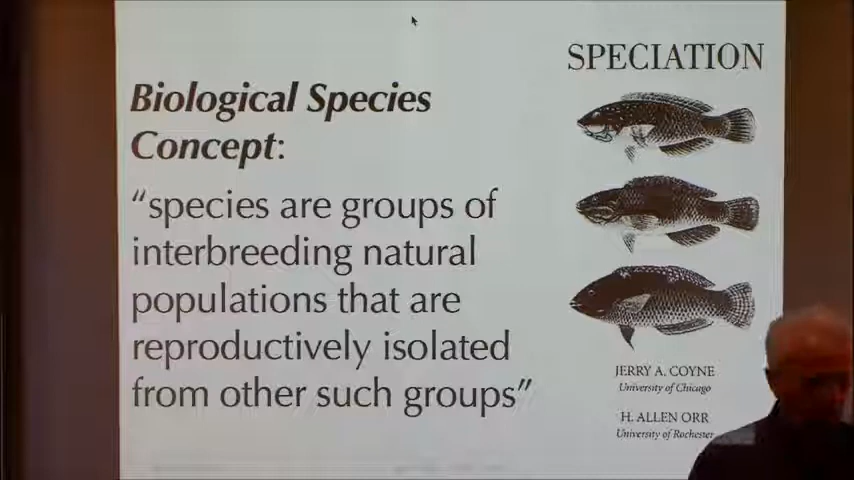 Biological Species
Concept:
“species are groups of
interbreeding natural
populations that are
reproductively isolated
from other such groups”
SPECIATION
JERRY A. COYNE
University of Chicago
H. ALLEN ORR
University of Rochester